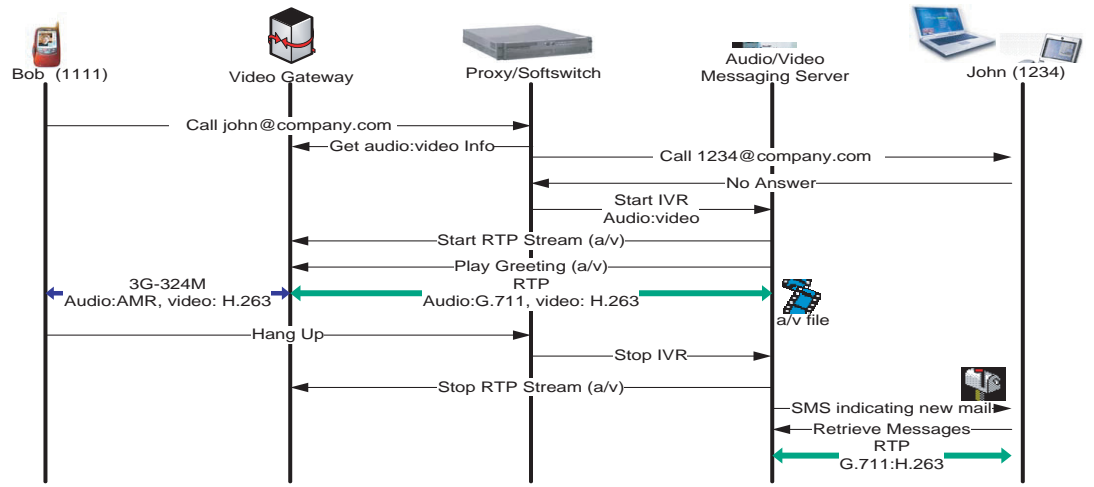 Bob (1111)
Video Gateway
Proxy/Softswitch
Audio/Video
Messaging Server
John (1234)
Call john@company.com
Get audio:video Info
Call 1234@company.com
No Answer
Start IVR
Audio:video
Start RTP Stream (a/v)
Play Greeting (a/v)
3G-324M
Audio:AMR, video: H.263
RTP
Audio:G.711, video: H.263
a/v file
Hang Up
Stop IVR
Stop RTP Stream (a/v)
SMS indicating new mail
Retrieve Messages
RTP
G.711:H.263